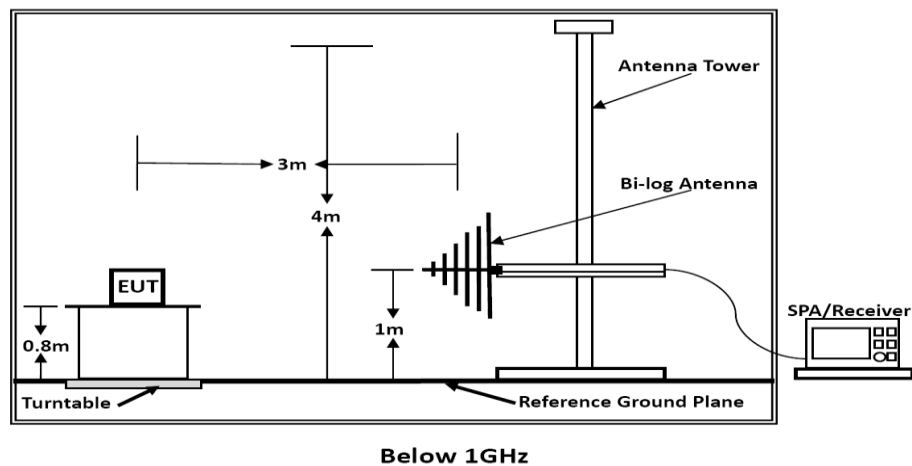 Antenna Tower
3m
Bi-log Antenna
4m
EUT
SPA/Receiver
1m
0.8m
Turntable
Reference Ground Plane
Below 1GHz